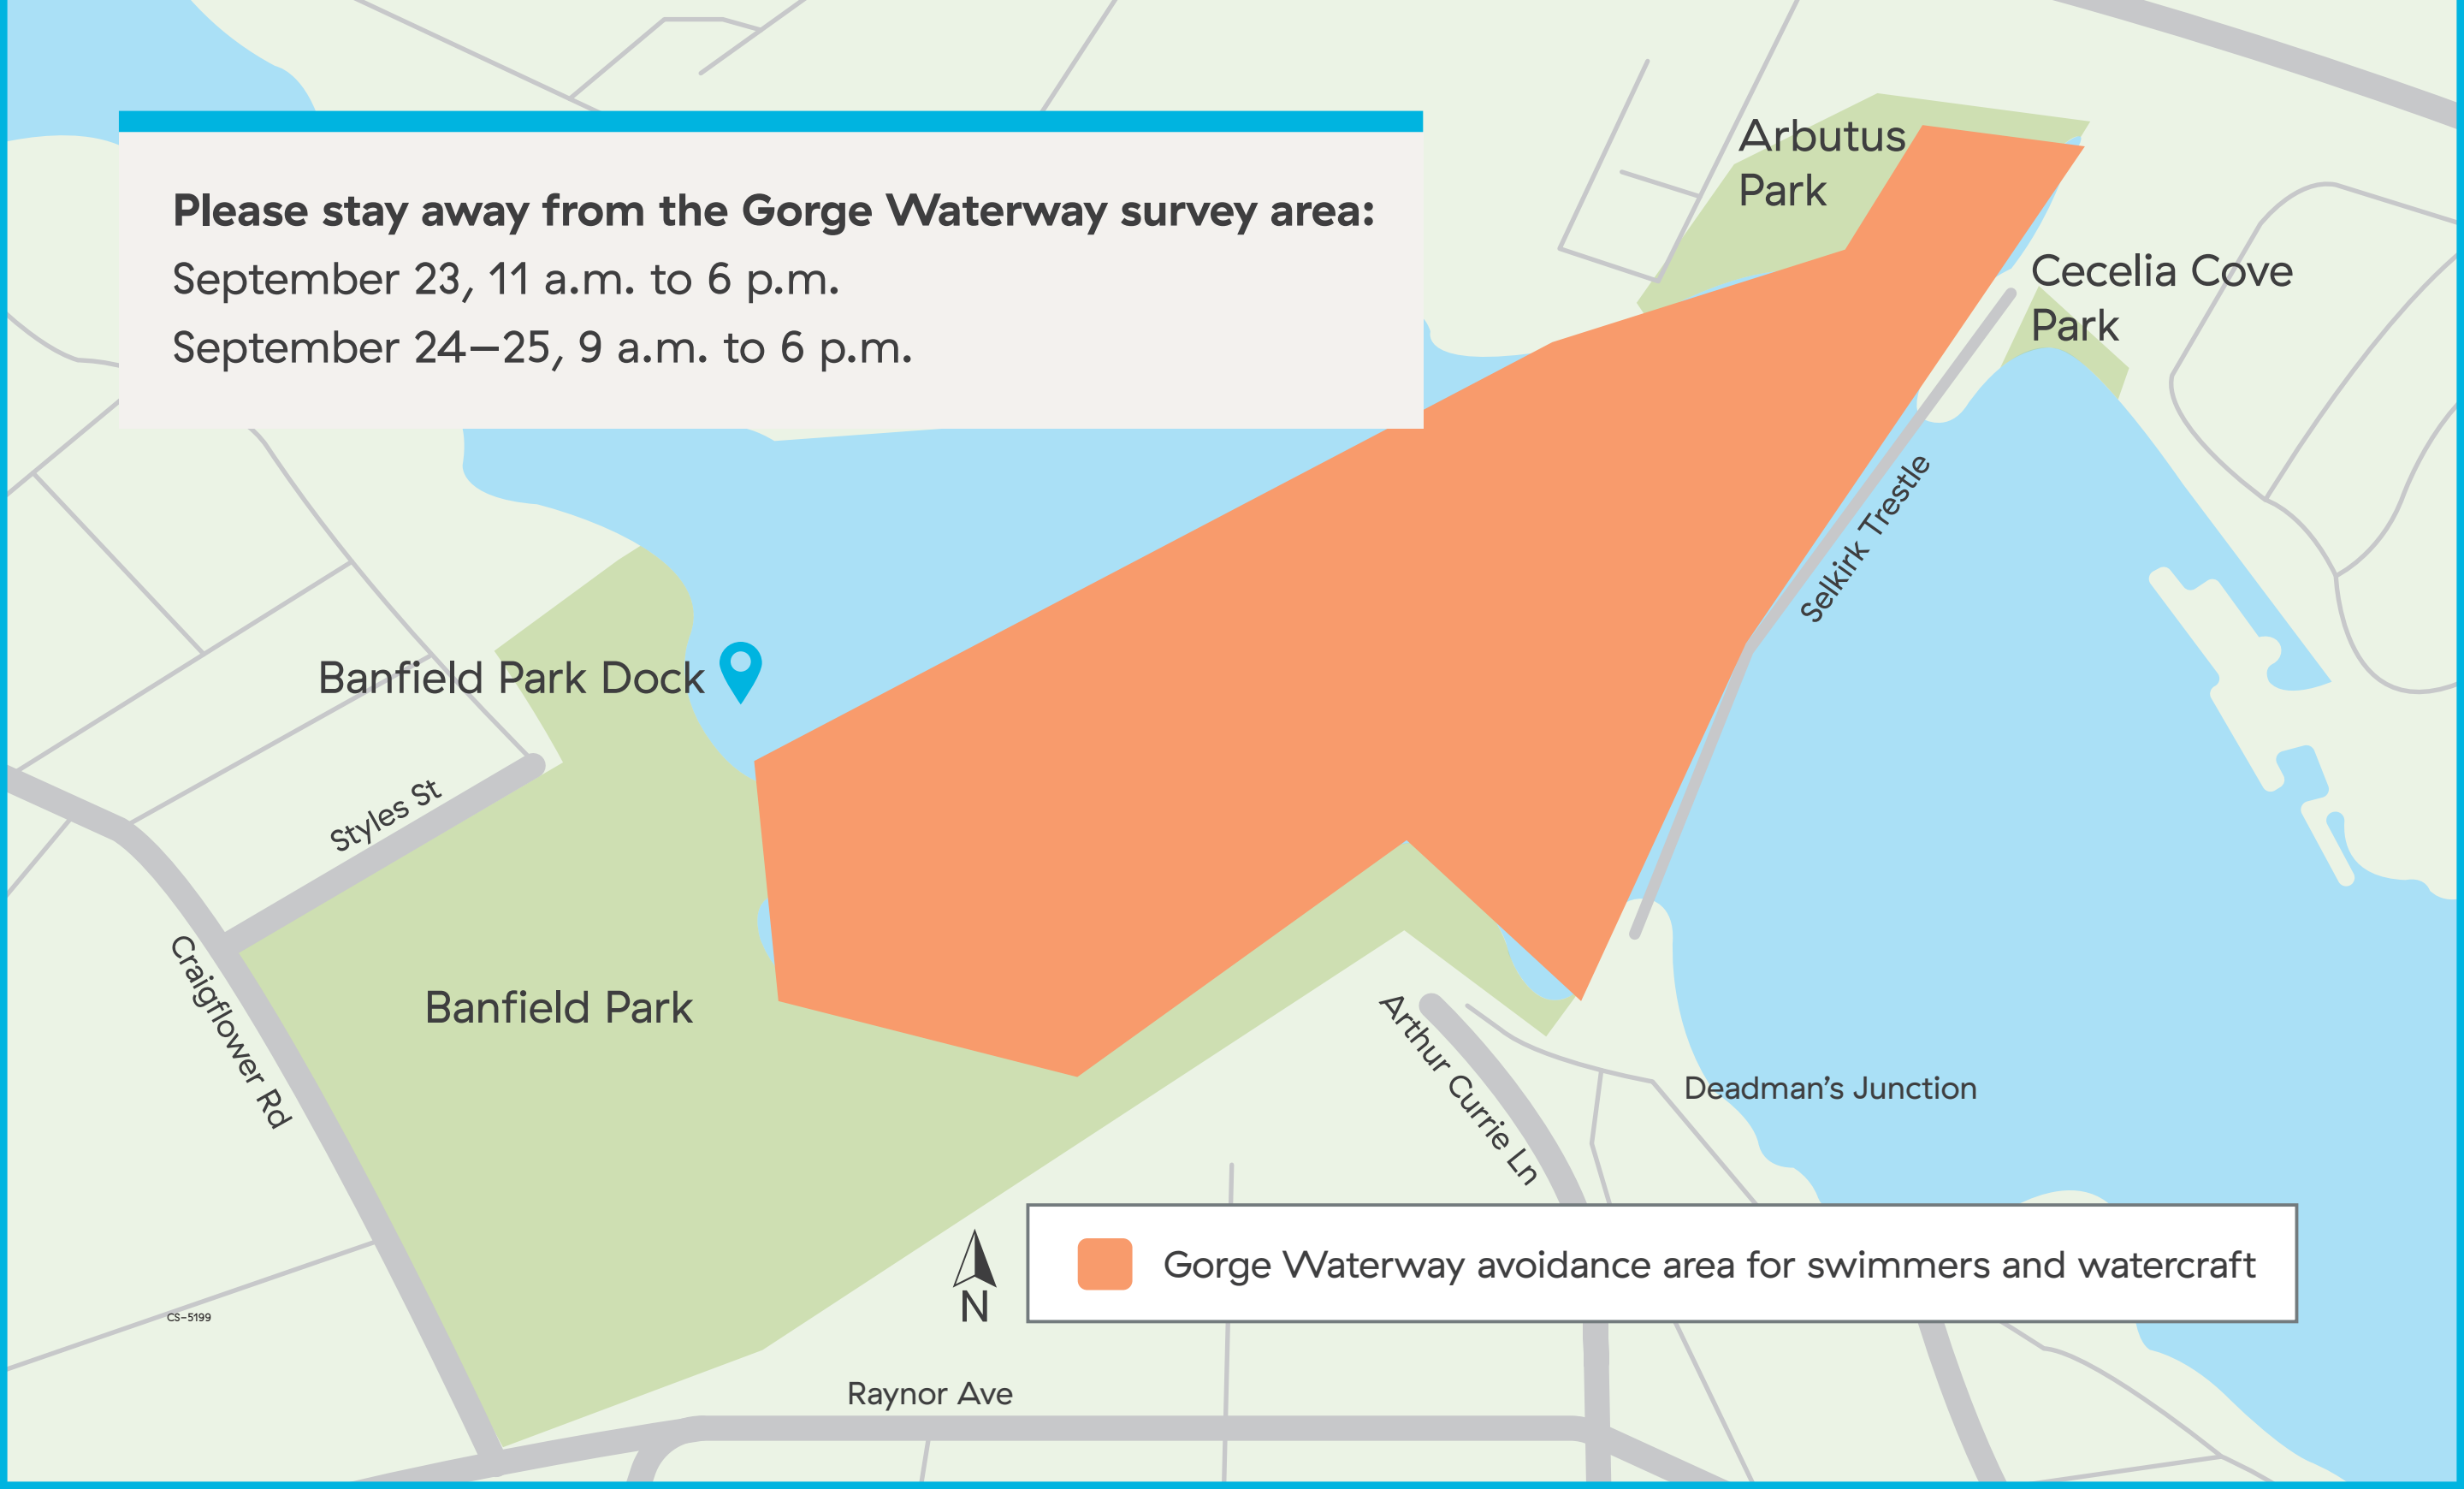 Please stay away from the Gorge Waterway survey area:
September 23, 11 a.m. to 6 p.m.
September 24–25, 9 a.m. to 6 p.m.
Arbutus
Park
Cecelia Cove
Park
Selkirk Trestle
Banfield Park Dock
Styles St
Craigflower Rd
Banfield Park
Arthur Currie Ln
Deadman’s Junction
N
Gorge Waterway avoidance area for swimmers and watercraft
CS-5199
Raynor Ave